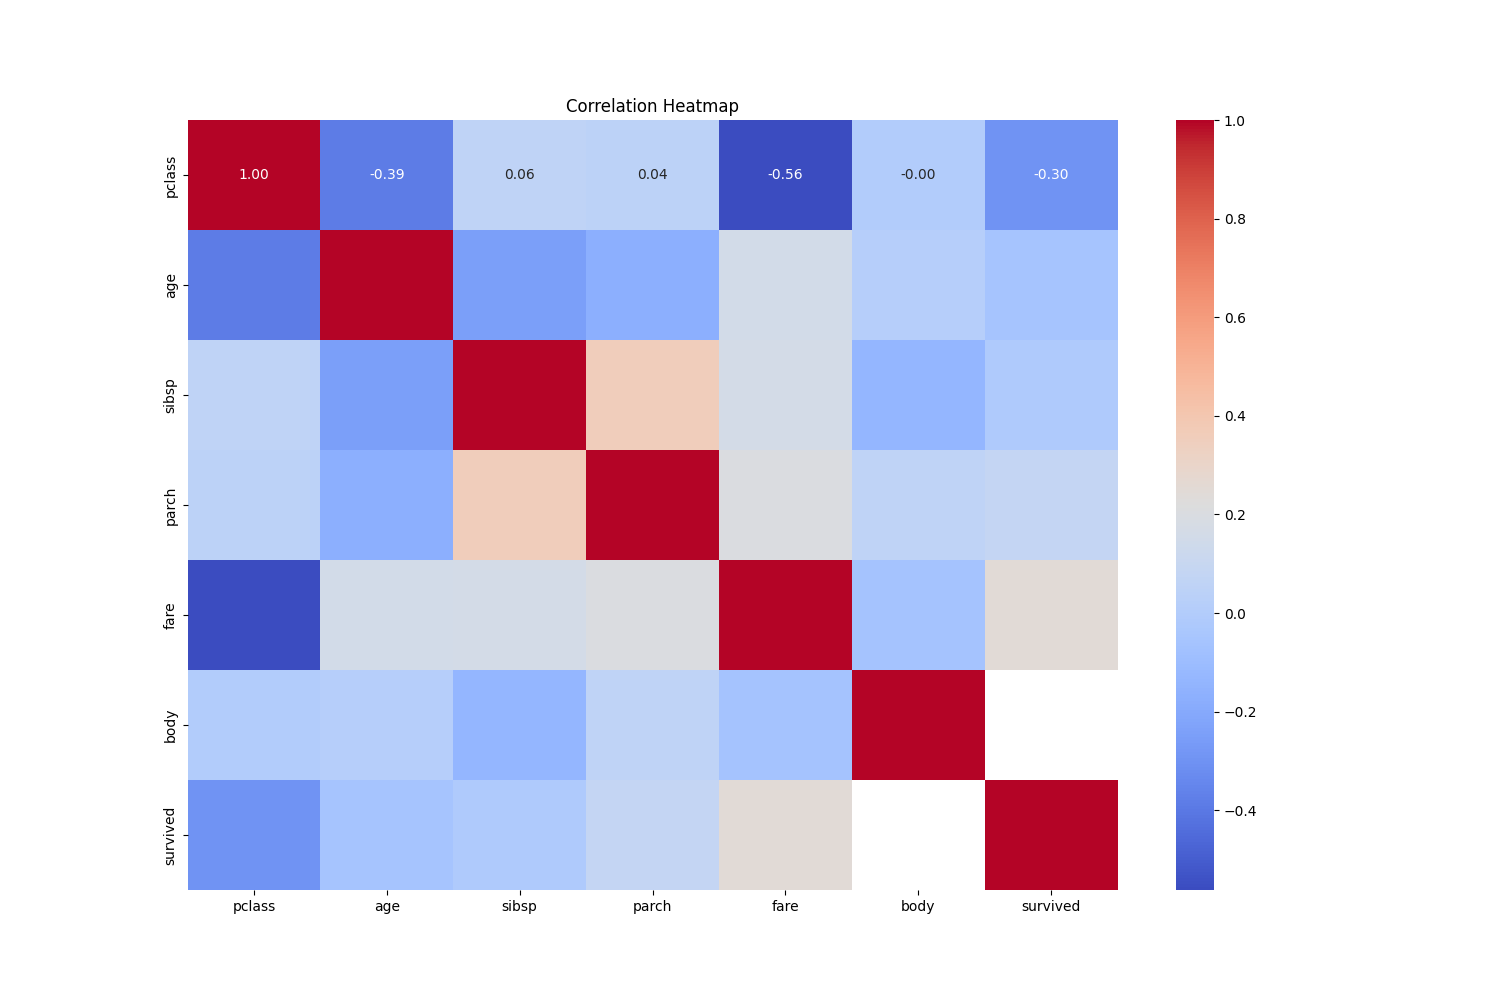 Correlation Heatmap
pclass
1.00 -0.39 0.06 0.04 -0.56 -0.00 -0.30
age
sibsp
parch
fare
body
survived
pclass age sibsp parch fare body survived
1.0
0.8
0.6
0.4
0.2
0.0
−0.2
−0.4